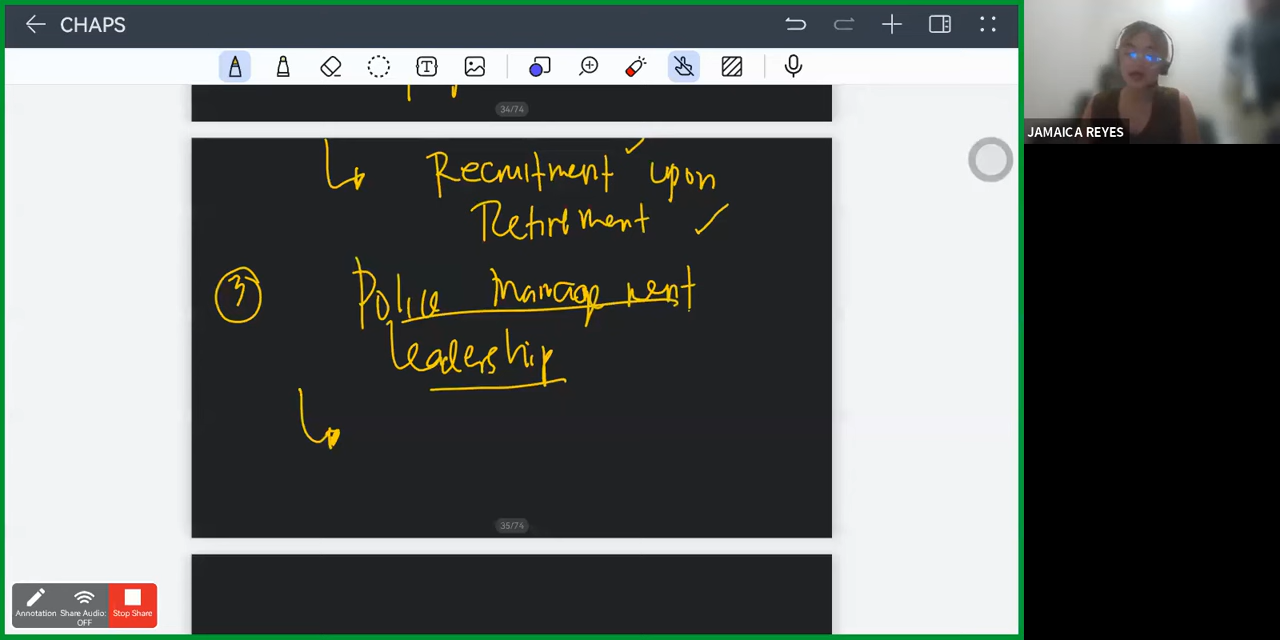 CHAPS
34/74
JAMAICA REYES
Recruitment upon
Retirement
3 Police Management
Leadership
35/74
Annotation Share Audio: OFF Stop Share